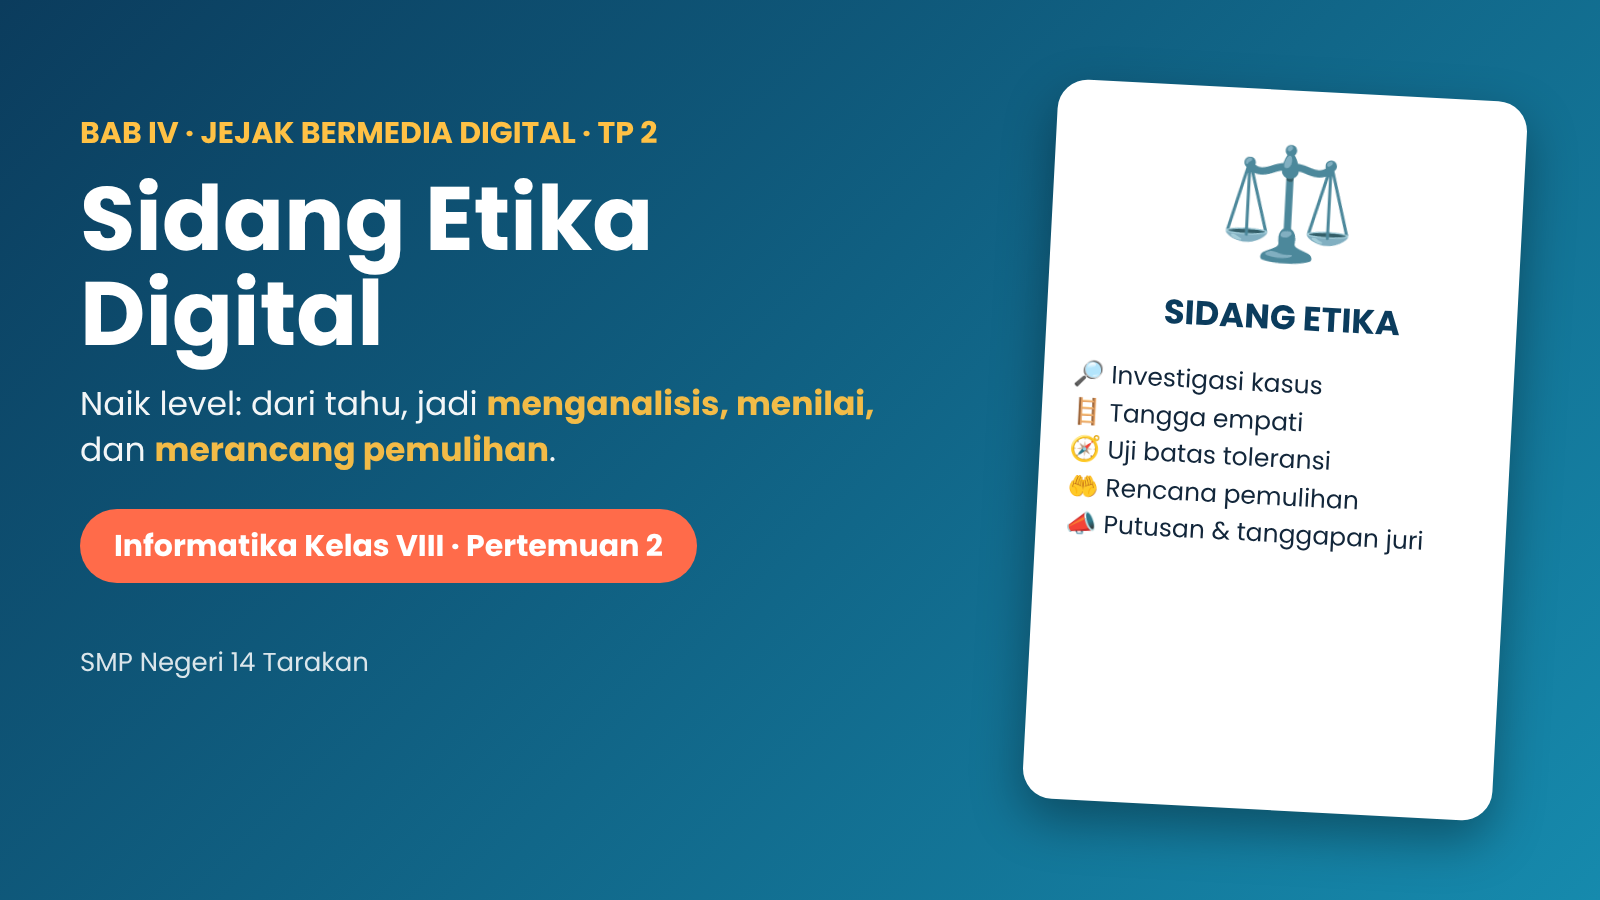 BAB IV · JEJAK BERMEDIA DIGITAL · TP 2
Sidang Etika
Digital
Naik level: dari tahu, jadi menganalisis, menilai,
dan merancang pemulihan.
Informatika Kelas VIII · Pertemuan 2
SMP Negeri 14 Tarakan
SIDANG ETIKA
Investigasi kasus
Tangga empati
Uji batas toleransi
Rencana pemulihan
Putusan & tanggapan juri